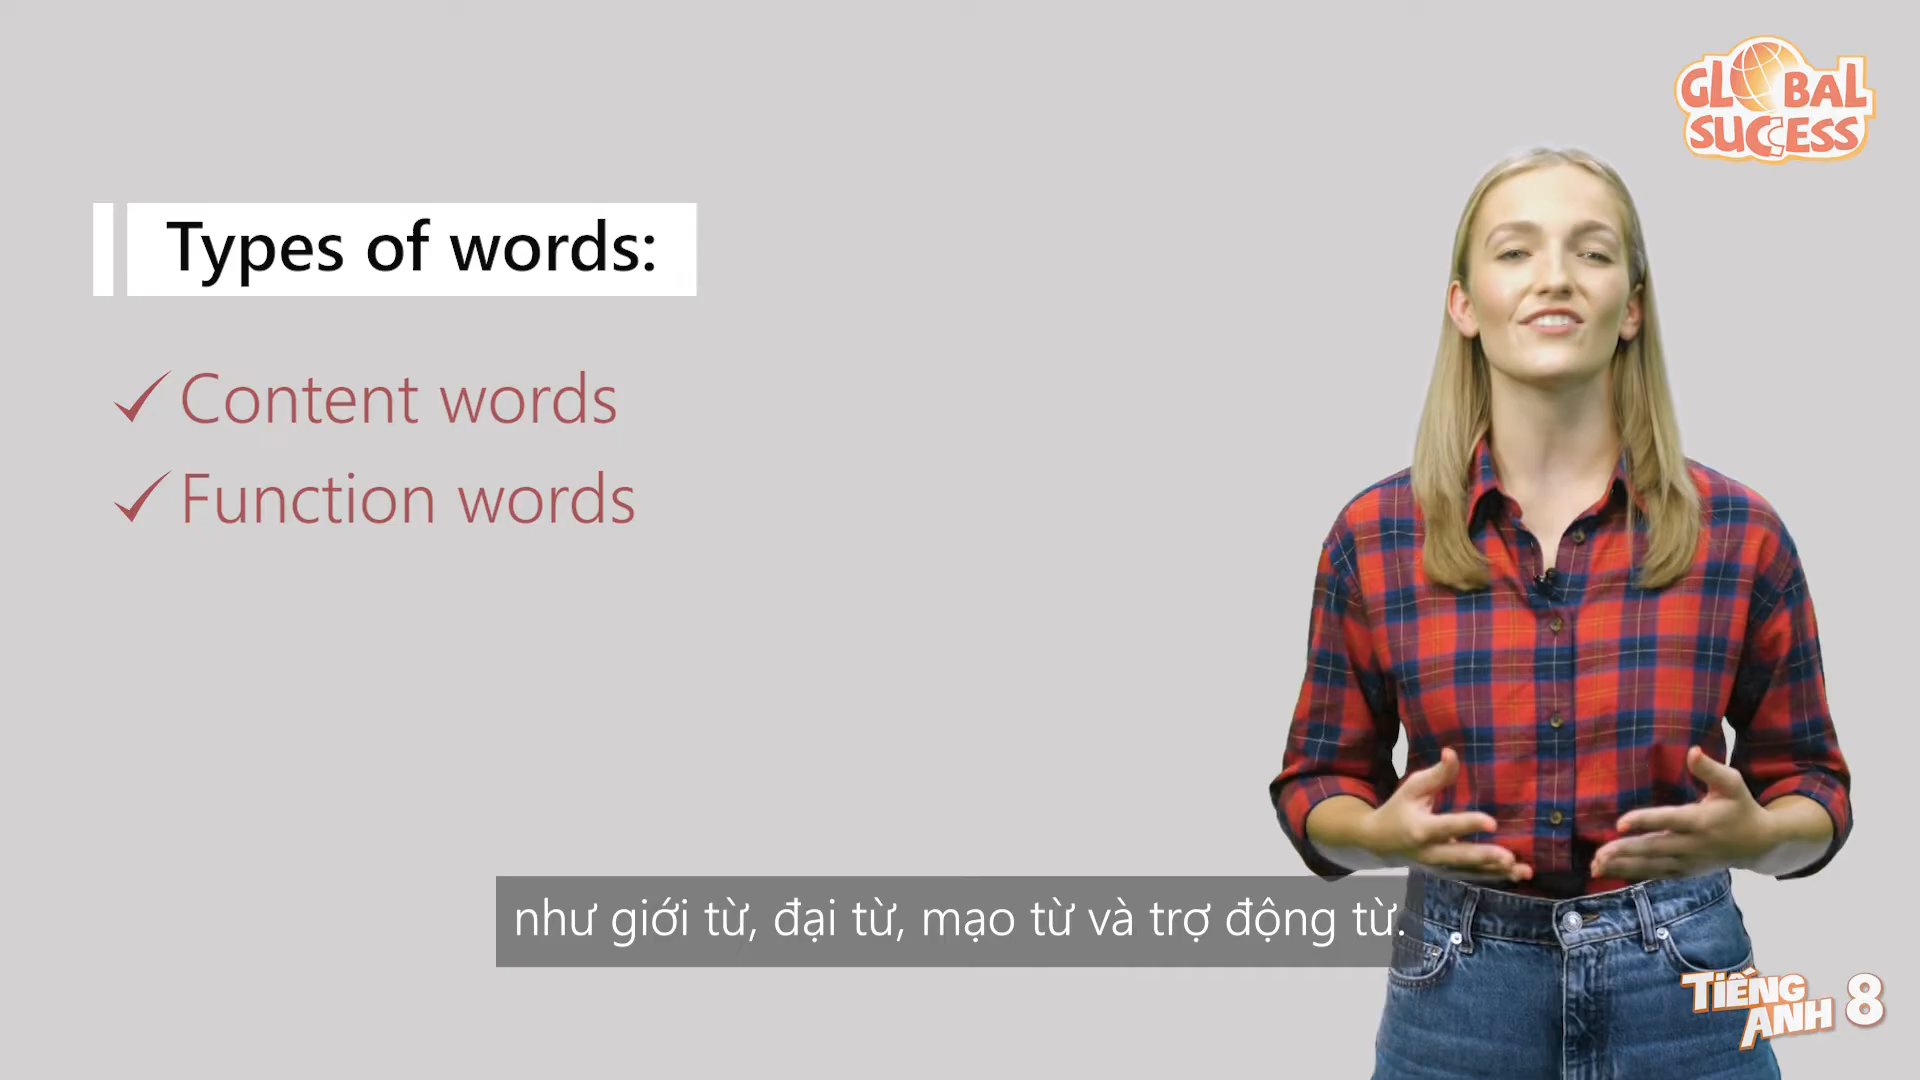 GLOBAL
SUCCESS
Types of words:
✓ Content words
✓ Function words
như giới từ, đại từ, mạo từ và trợ động từ.
TIẾNG
ANH 8